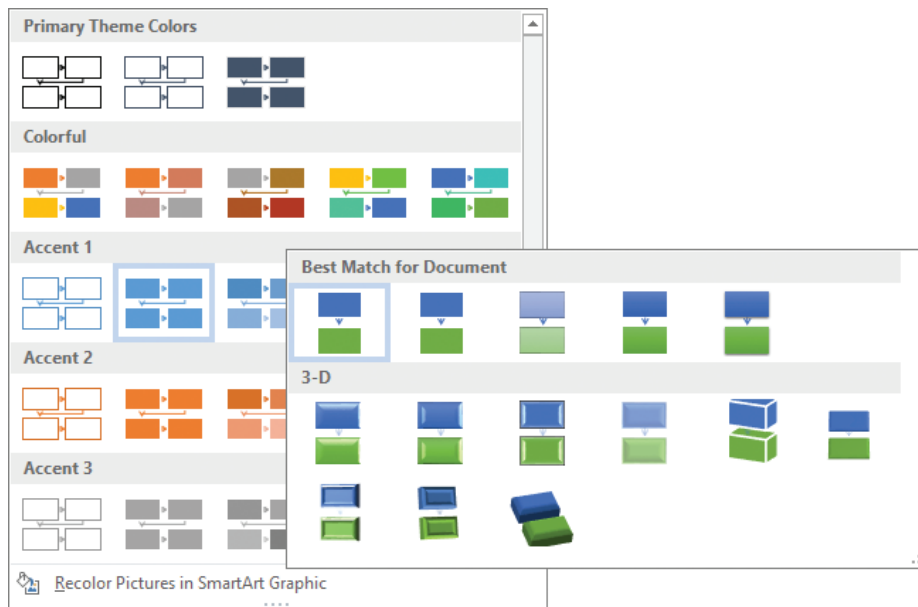 Primary Theme Colors
Colorful
Accent 1
Best Match for Document
Accent 2
3-D
Accent 3
Recolor Pictures in SmartArt Graphic